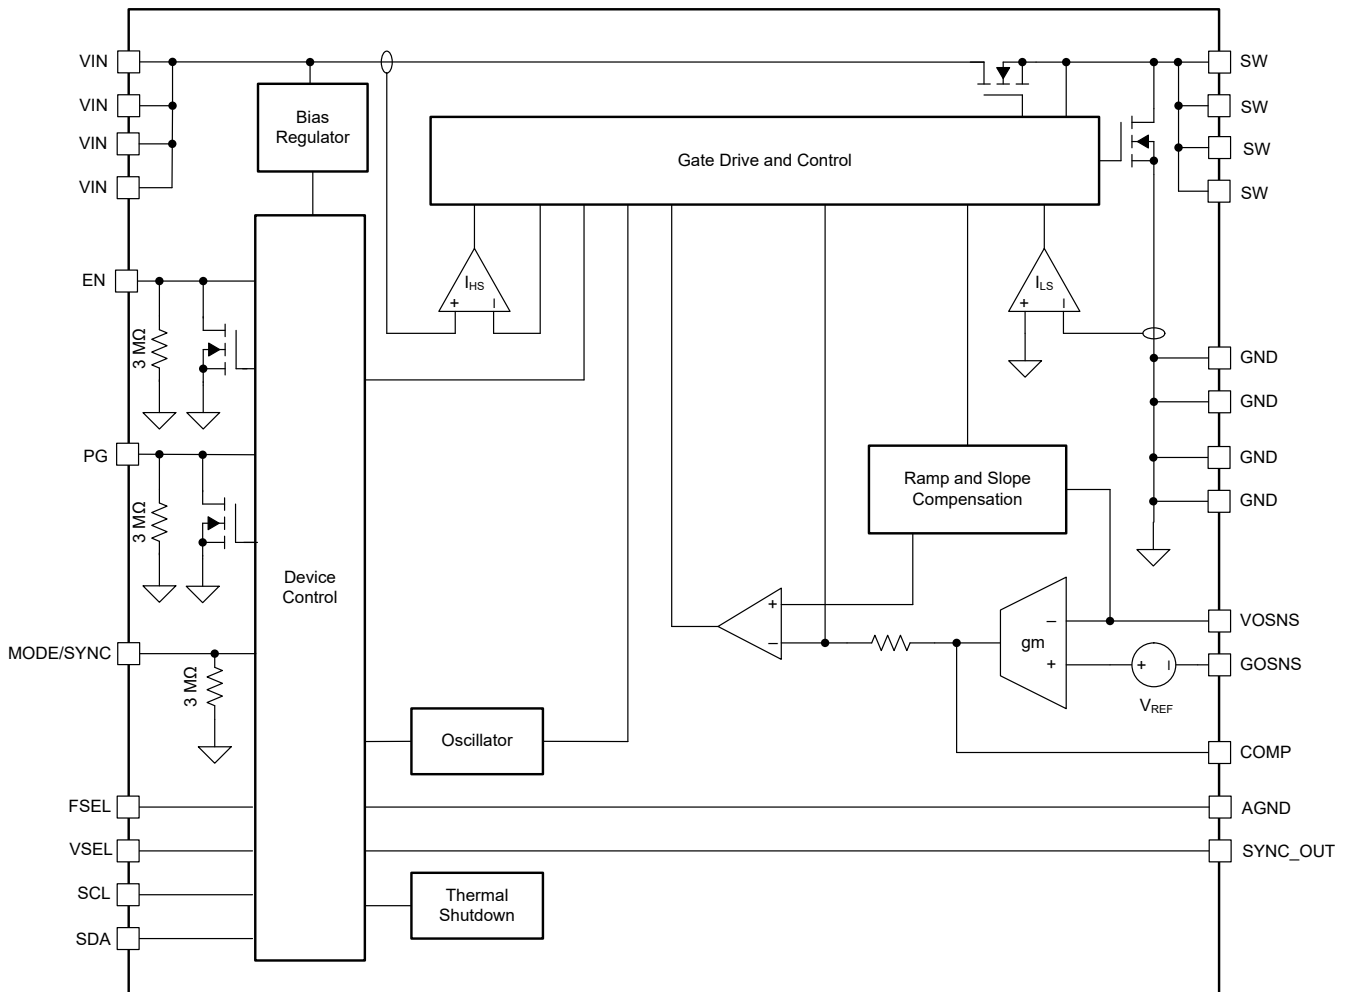 VIN
VIN
VIN
VIN
EN
3 MΩ
PG
3 MΩ
MODE/SYNC
3 MΩ
FSEL
VSEL
SCL
SDA
Bias
Regulator
Device
Control
Gate Drive and Control
IHS
+
−
ILS
+
−
Ramp and Slope
Compensation
+
−
gm
−
+
+
−
VREF
Oscillator
Thermal
Shutdown
SW
SW
SW
SW
GND
GND
GND
GND
VOSNS
GOSNS
COMP
AGND
SYNC_OUT